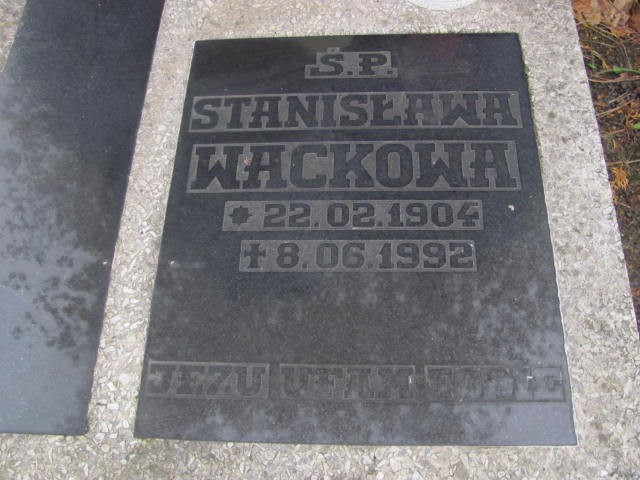 Ś.P.
STANISŁAWA
WACKOWA
* 22.02.1904
✝ 8.06.1992
JEZU UFAM TOBIE